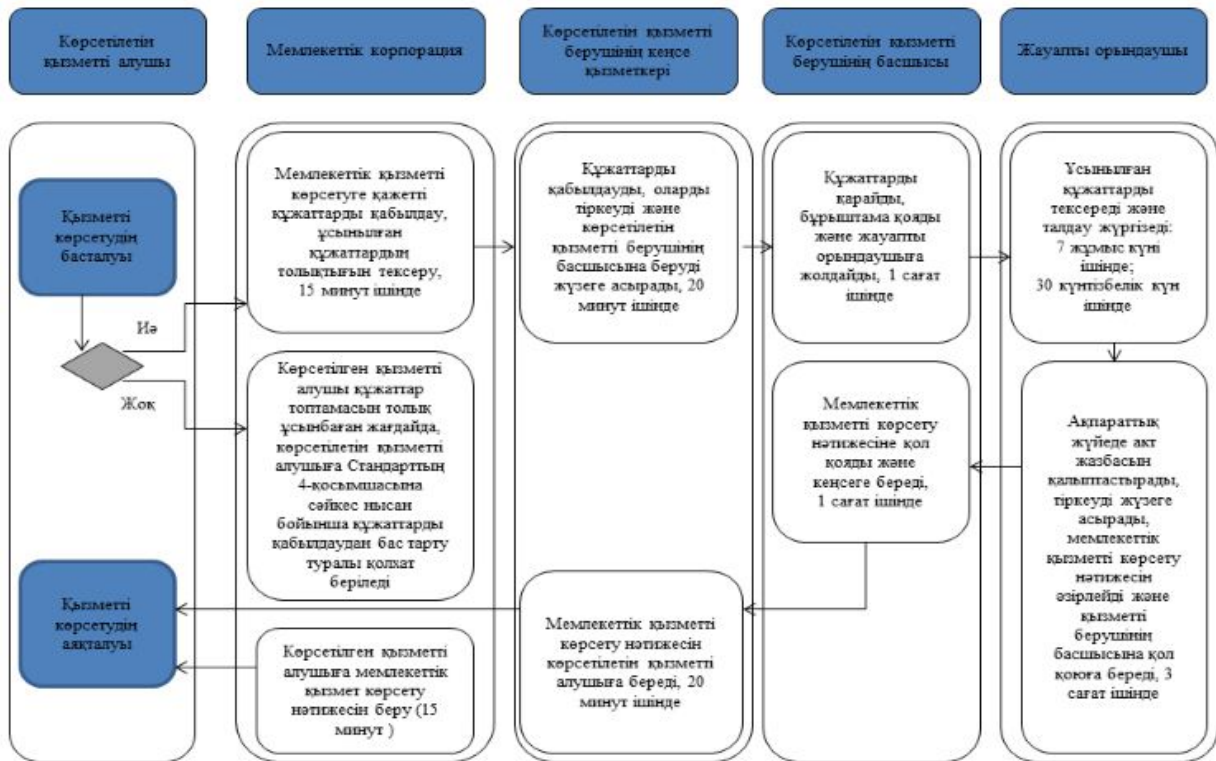 Көрсетілетін
қызметті алушы
Мемлекеттік корпорация
Көрсетілетін қызметті
берушінің кеңсе
қызметкері
Көрсетілетін қызметті
берушінің басшысы
Жауапты орындаушы
Қызметті
көрсетудің
басталуы
Иә
Жоқ
Қызметті
көрсетудің
аяқталуы
Мемлекеттік қызметті
көрсетуге қажетті
құжаттарды қабылдау,
ұсынылған
құжаттардың
толықтығын тексеру,
15 минут ішінде
Көрсетілген қызметті
алушы құжаттар
топтамасын толық
ұсынбаған жағдайда,
көрсетілетін қызметті
алушыға Стандарттың
4-қосымшасына
сәйкес нысан
бойынша құжаттарды
қабылдаудан бас тарту
туралы қолхат
беріледі
Көрсетілген қызметті
алушыға мемлекеттік
қызмет көрсету
нәтижесін беру (15
минут )
Құжаттарды
қабылдауды, оларды
тіркеуді және
көрсетілетін
қызметті берушінің
басшысына беруді
жүзеге асырады, 20
минут ішінде
Мемлекеттік қызметті
көрсету нәтижесін
көрсетілетін қызметті
алушыға береді, 20
минут ішінде
Құжаттарды
қарайды,
бұрыштама қояды
және жауапты
орындаушыға
жолдайды, 1 сағат
ішінде
Мемлекеттік
қызметті көрсету
нәтижесіне қол
қояды және
кеңсеге береді,
1 сағат ішінде
Ұсынылған
құжаттарды
тексереді және
талдау жүргізеді:
7 жұмыс күні
ішінде;
30 күнтізбелік күн
ішінде
Ақпараттық
жүйеде акт
жазбасын
қалыптастырады,
тіркеуді жүзеге
асырады,
мемлекеттік
қызметті көрсету
нәтижесін
әзірлейді және
қызметті
берушінің
басшысына қол
қоюға береді, 3
сағат ішінде